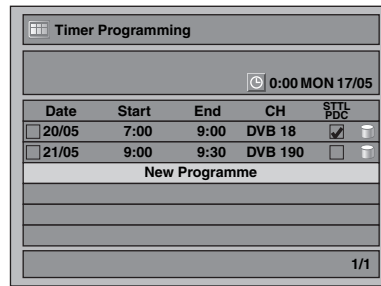 Timer Programming
0:00 MON 17/05
Date Start End CH STTL PDC
20/05 7:00 9:00 DVB 18
21/05 9:00 9:30 DVB 190
New Programme
1/1